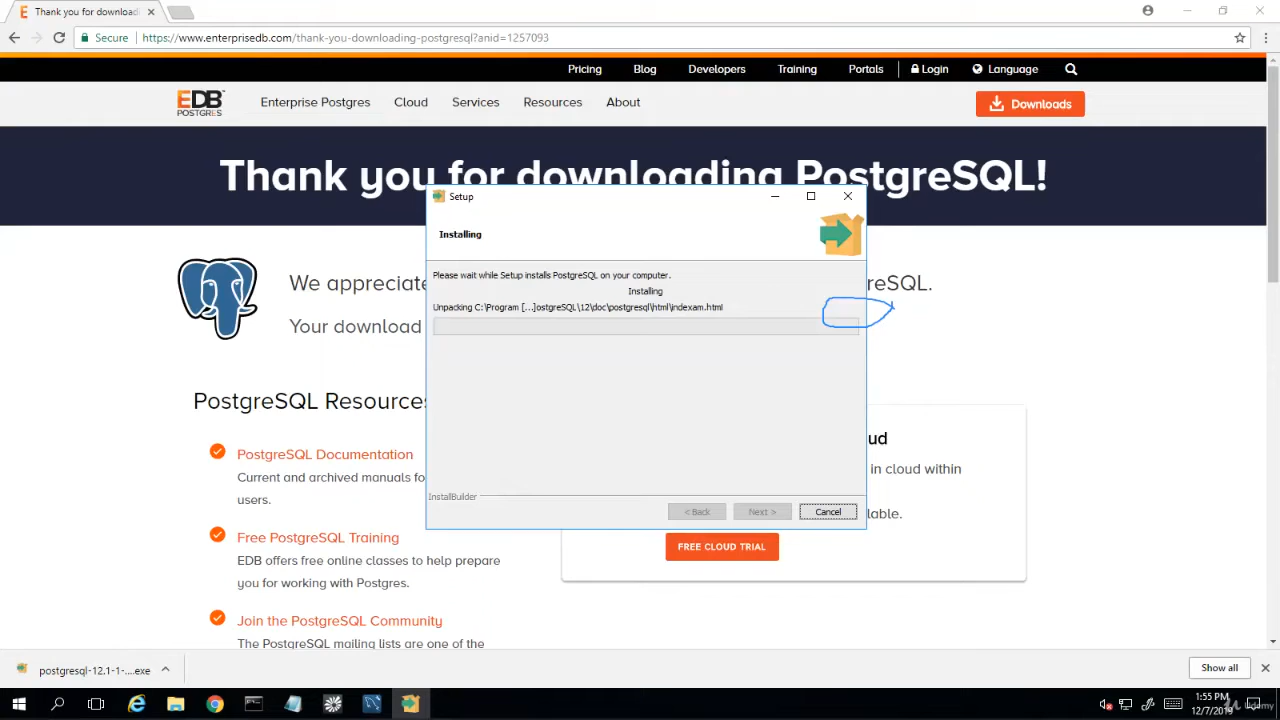 Thank you for downloadi
Secure https://www.enterprisedb.com/thank-you-downloading-postgresql?anid=1257093
Pricing Blog Developers Training Portals Login Language
EDB POSTGRES Enterprise Postgres Cloud Services Resources About Downloads
Thank you for downloading PostgreSQL!
Setup
Installing
Please wait while Setup installs PostgreSQL on your computer.
Installing
Unpacking C:\Program [...]ostgreSQL\12\doc\postgresql\html\indexam.html
InstallBuilder
< Back Next > Cancel
We appreciate reSQL.
Your download
PostgreSQL Resources
PostgreSQL Documentation
Current and archived manuals fo
users.
Free PostgreSQL Training
EDB offers free online classes to help prepare
you for working with Postgres.
Join the PostgreSQL Community
The PostgreSQL mailing lists are one of the
ud
in cloud within
lable.
FREE CLOUD TRIAL
postgresql-12.1-1-....exe Show all
1:55 PM
Udemy